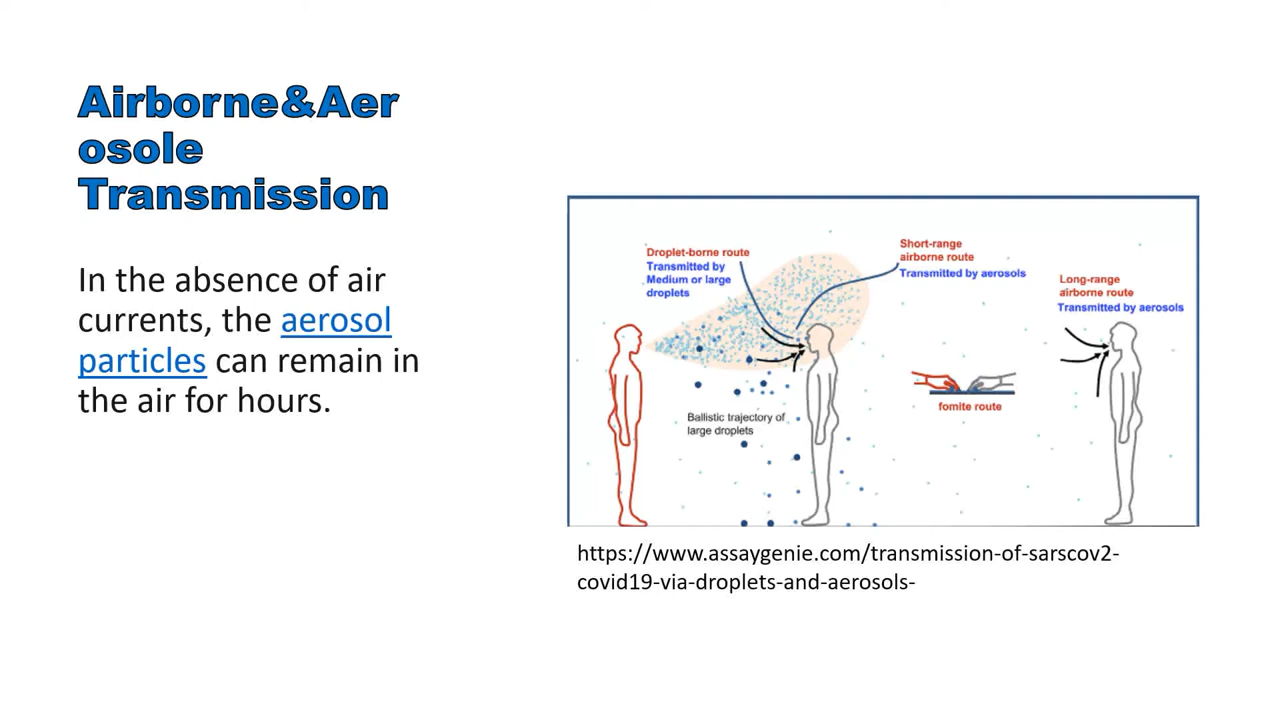 Airborne&Aer
osole
Transmission
In the absence of air
currents, the aerosol
particles can remain in
the air for hours.
Droplet-borne route
Transmitted by
Medium or large
droplets
Short-range
airborne route
Transmitted by aerosols
Long-range
airborne route
Transmitted by aerosols
fomite route
Ballistic trajectory of
large droplets
https://www.assaygenie.com/transmission-of-sarscov2-
covid19-via-droplets-and-aerosols-